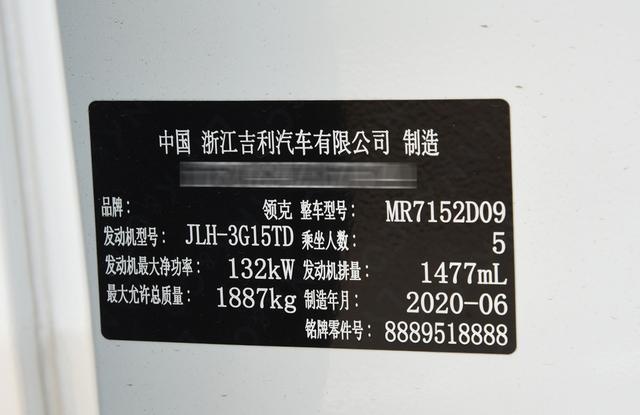 中国 浙江吉利汽车有限公司 制造
品牌: 领克 整车型号: MR7152D09
发动机型号: JLH-3G15TD 乘坐人数: 5
发动机最大净功率: 132kW 发动机排量: 1477mL
最大允许总质量: 1887kg 制造年月: 2020-06
铭牌零件号: 8889518888